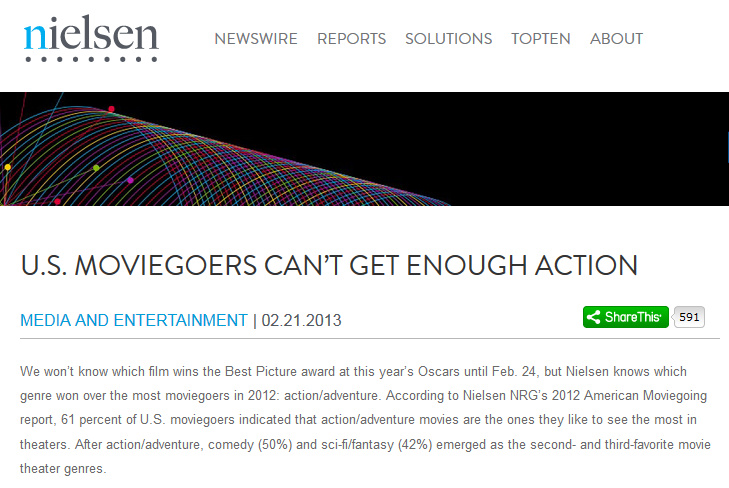 nielsen
NEWSWIRE REPORTS SOLUTIONS TOPTEN ABOUT
U.S. MOVIEGOERS CAN'T GET ENOUGH ACTION
MEDIA AND ENTERTAINMENT | 02.21.2013
ShareThis 591
We won't know which film wins the Best Picture award at this year's Oscars until Feb. 24, but Nielsen knows which
genre won over the most moviegoers in 2012: action/adventure. According to Nielsen NRG's 2012 American Moviegoing
report, 61 percent of U.S. moviegoers indicated that action/adventure movies are the ones they like to see the most in
theaters. After action/adventure, comedy (50%) and sci-fi/fantasy (42%) emerged as the second- and third-favorite movie
theater genres.